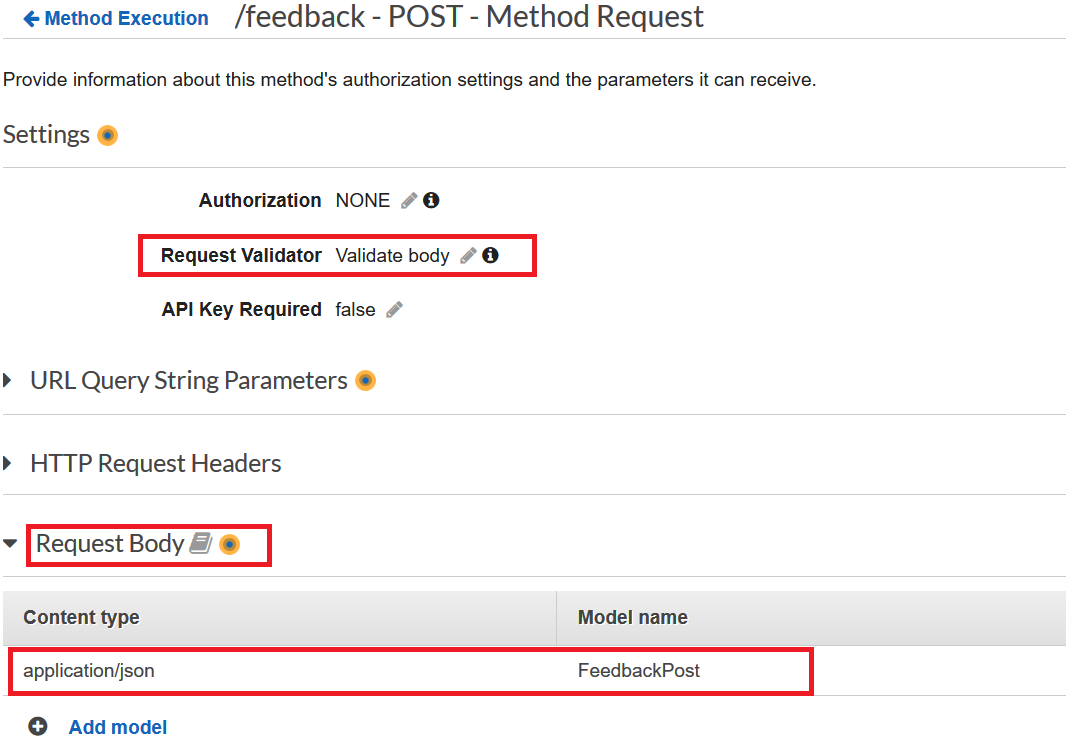 Method Execution /feedback - POST - Method Request
Provide information about this method's authorization settings and the parameters it can receive.
Settings
Authorization NONE
Request Validator Validate body
API Key Required false
URL Query String Parameters
HTTP Request Headers
Request Body
Content type Model name
application/json FeedbackPost
Add model